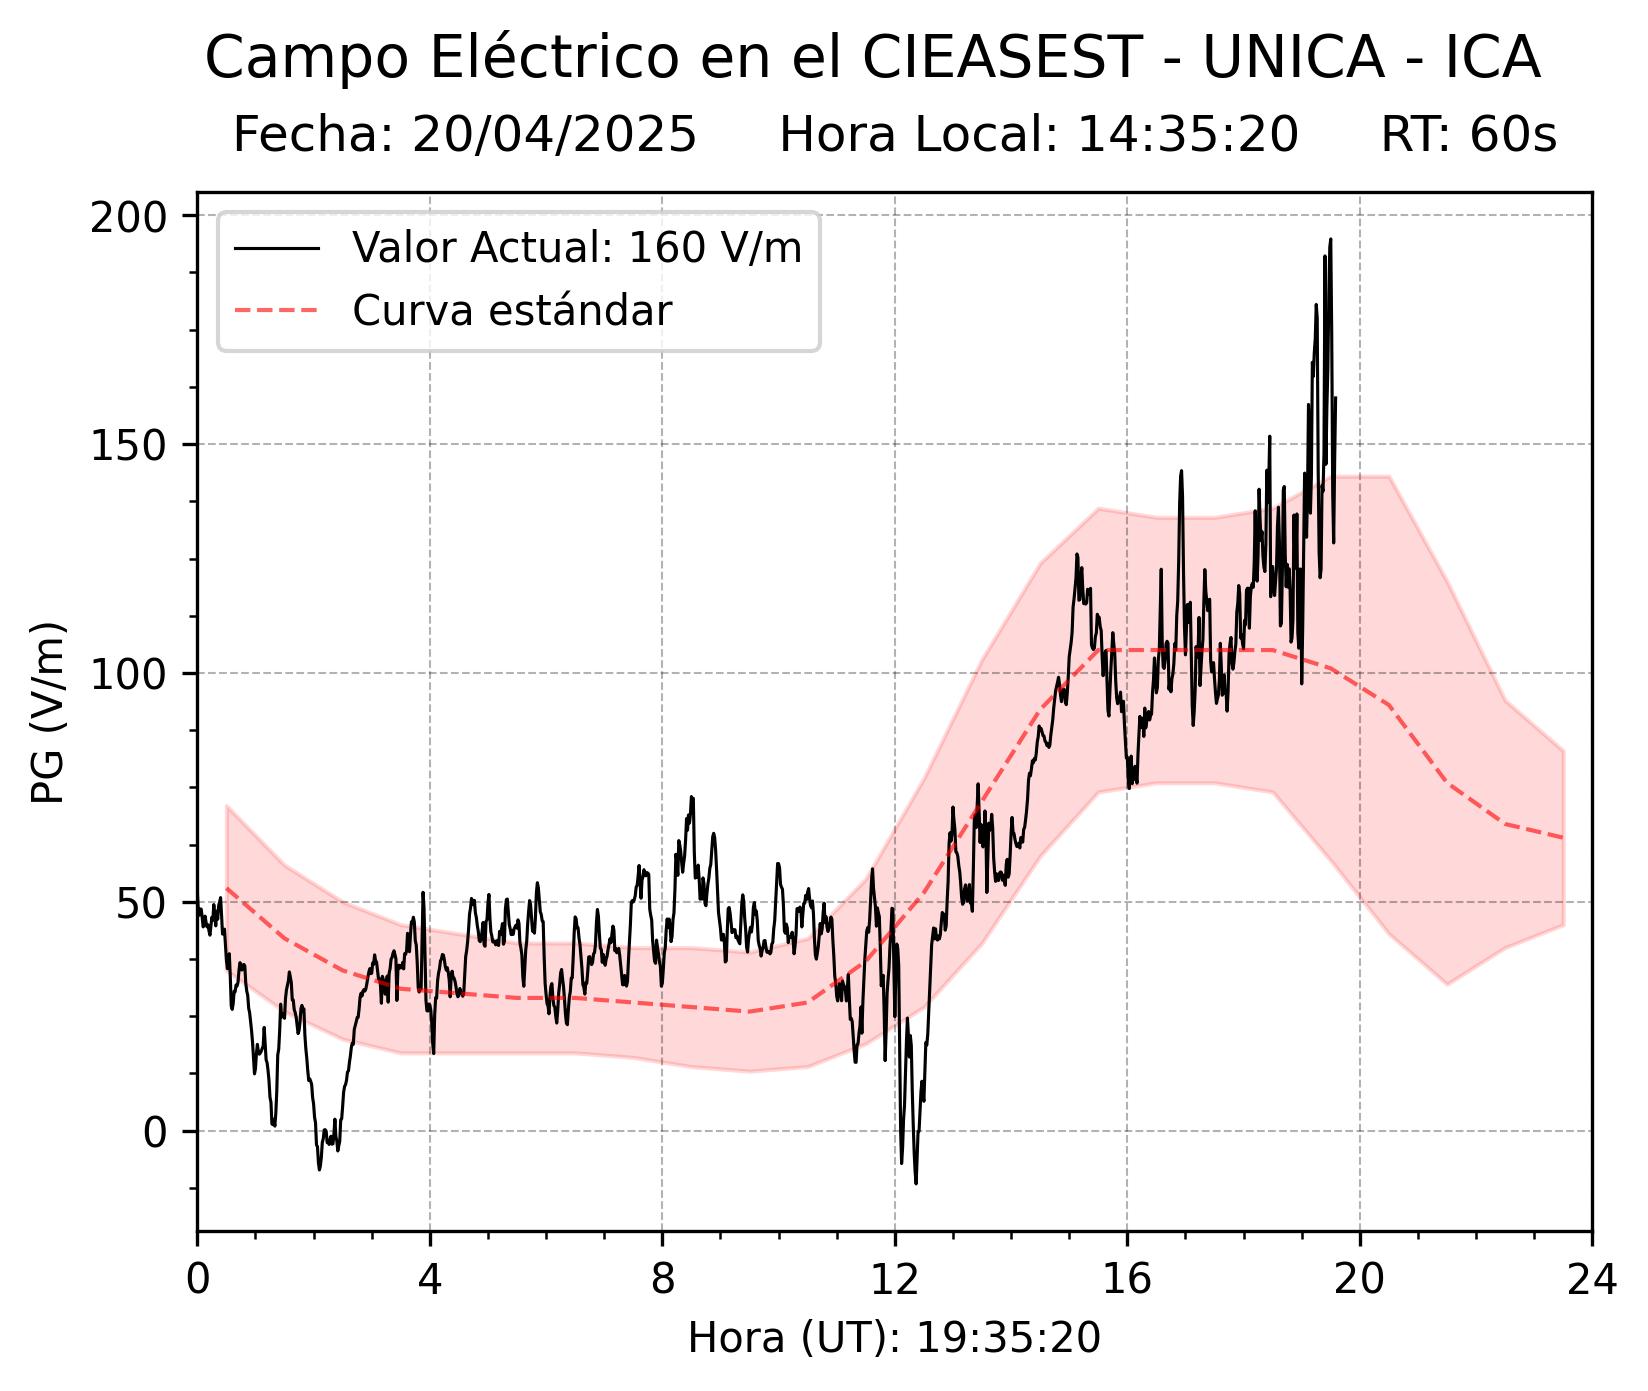 Campo Eléctrico en el CIEASEST - UNICA - ICA
Fecha: 20/04/2025 Hora Local: 14:35:20 RT: 60s
Valor Actual: 160 V/m
Curva estándar
PG (V/m)
200
150
100
50
0
0 4 8 12 16 20 24
Hora (UT): 19:35:20